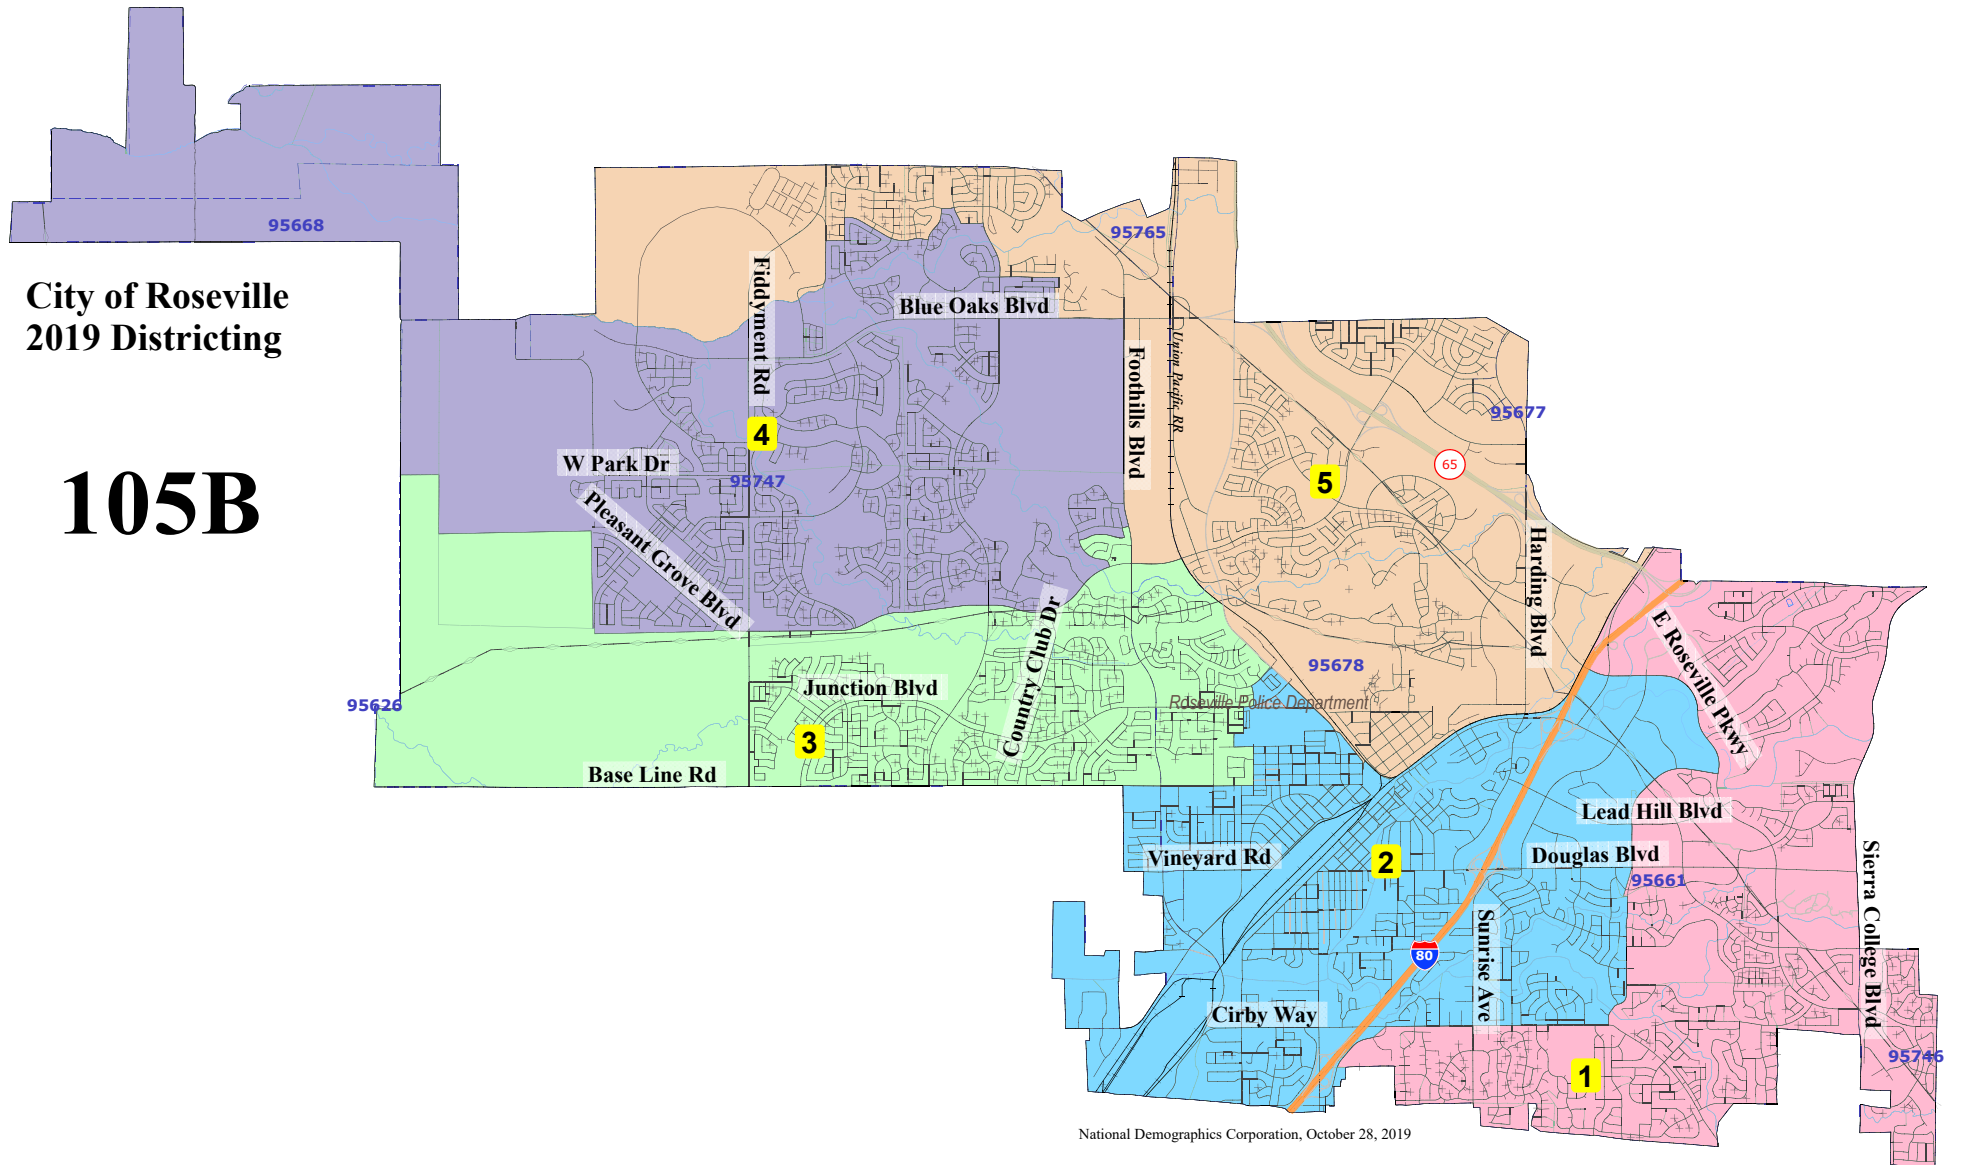 95668
95765
City of Roseville
2019 Districting
Fiddyment Rd
Blue Oaks Blvd
Foothills Blvd
Union Pacific RR
95677
105B
4
W Park Dr
95747
5
65
Pleasant Grove Blvd
Harding Blvd
Country Club Dr
E Roseville Pkwy
95678
95626
Junction Blvd
Roseville Police Department
3
Base Line Rd
Lead Hill Blvd
Vineyard Rd
2
Douglas Blvd
95661
Sierra College Blvd
Sunrise Ave
80
Cirby Way
95746
1
National Demographics Corporation, October 28, 2019